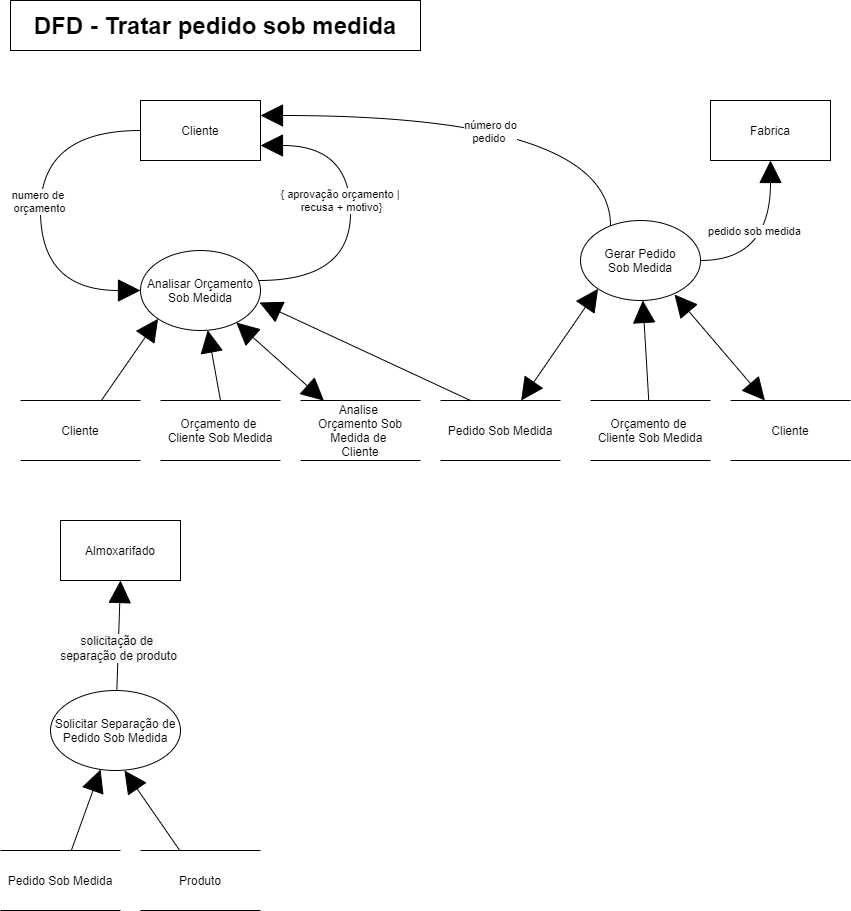 DFD - Tratar pedido sob medida
Cliente
Fabrica
número do
pedido
numero de
orçamento
{ aprovação orçamento |
recusa + motivo}
pedido sob medida
Analisar Orçamento
Sob Medida
Gerar Pedido
Sob Medida
Cliente
Orçamento de
Cliente Sob Medida
Analise
Orçamento Sob
Medida de
Cliente
Pedido Sob Medida
Orçamento de
Cliente Sob Medida
Cliente
Almoxarifado
solicitação de
separação de produto
Solicitar Separação de
Pedido Sob Medida
Pedido Sob Medida
Produto